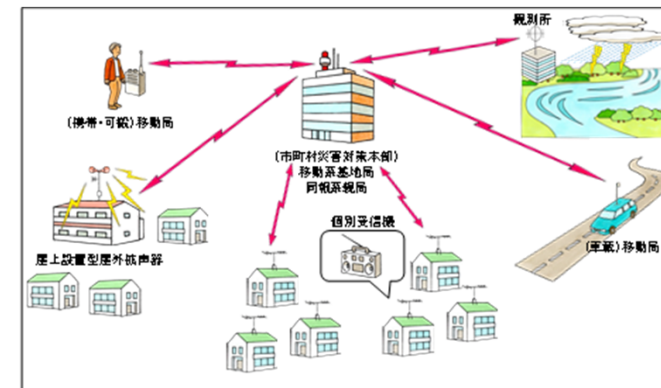 観測所
(携帯・可搬)移動局
(市町村災害対策本部)
移動系基地局
同報系親局
個別受信機
(車載)移動局
屋上設置型屋外拡声器